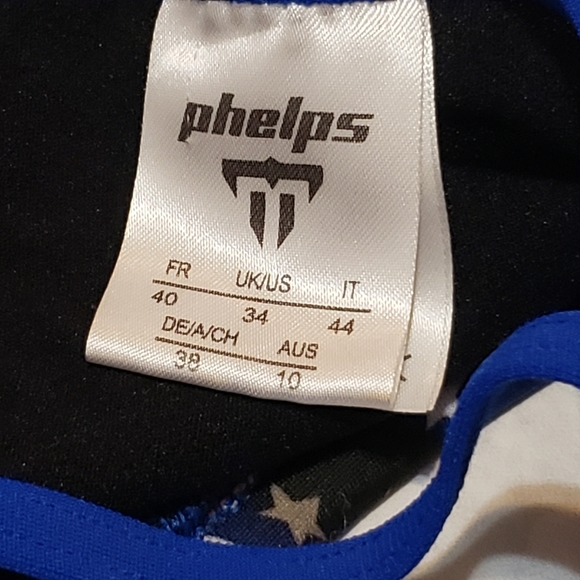 phelps
FR UK/US IT
40 34 44
DE/A/CH AUS
38 10